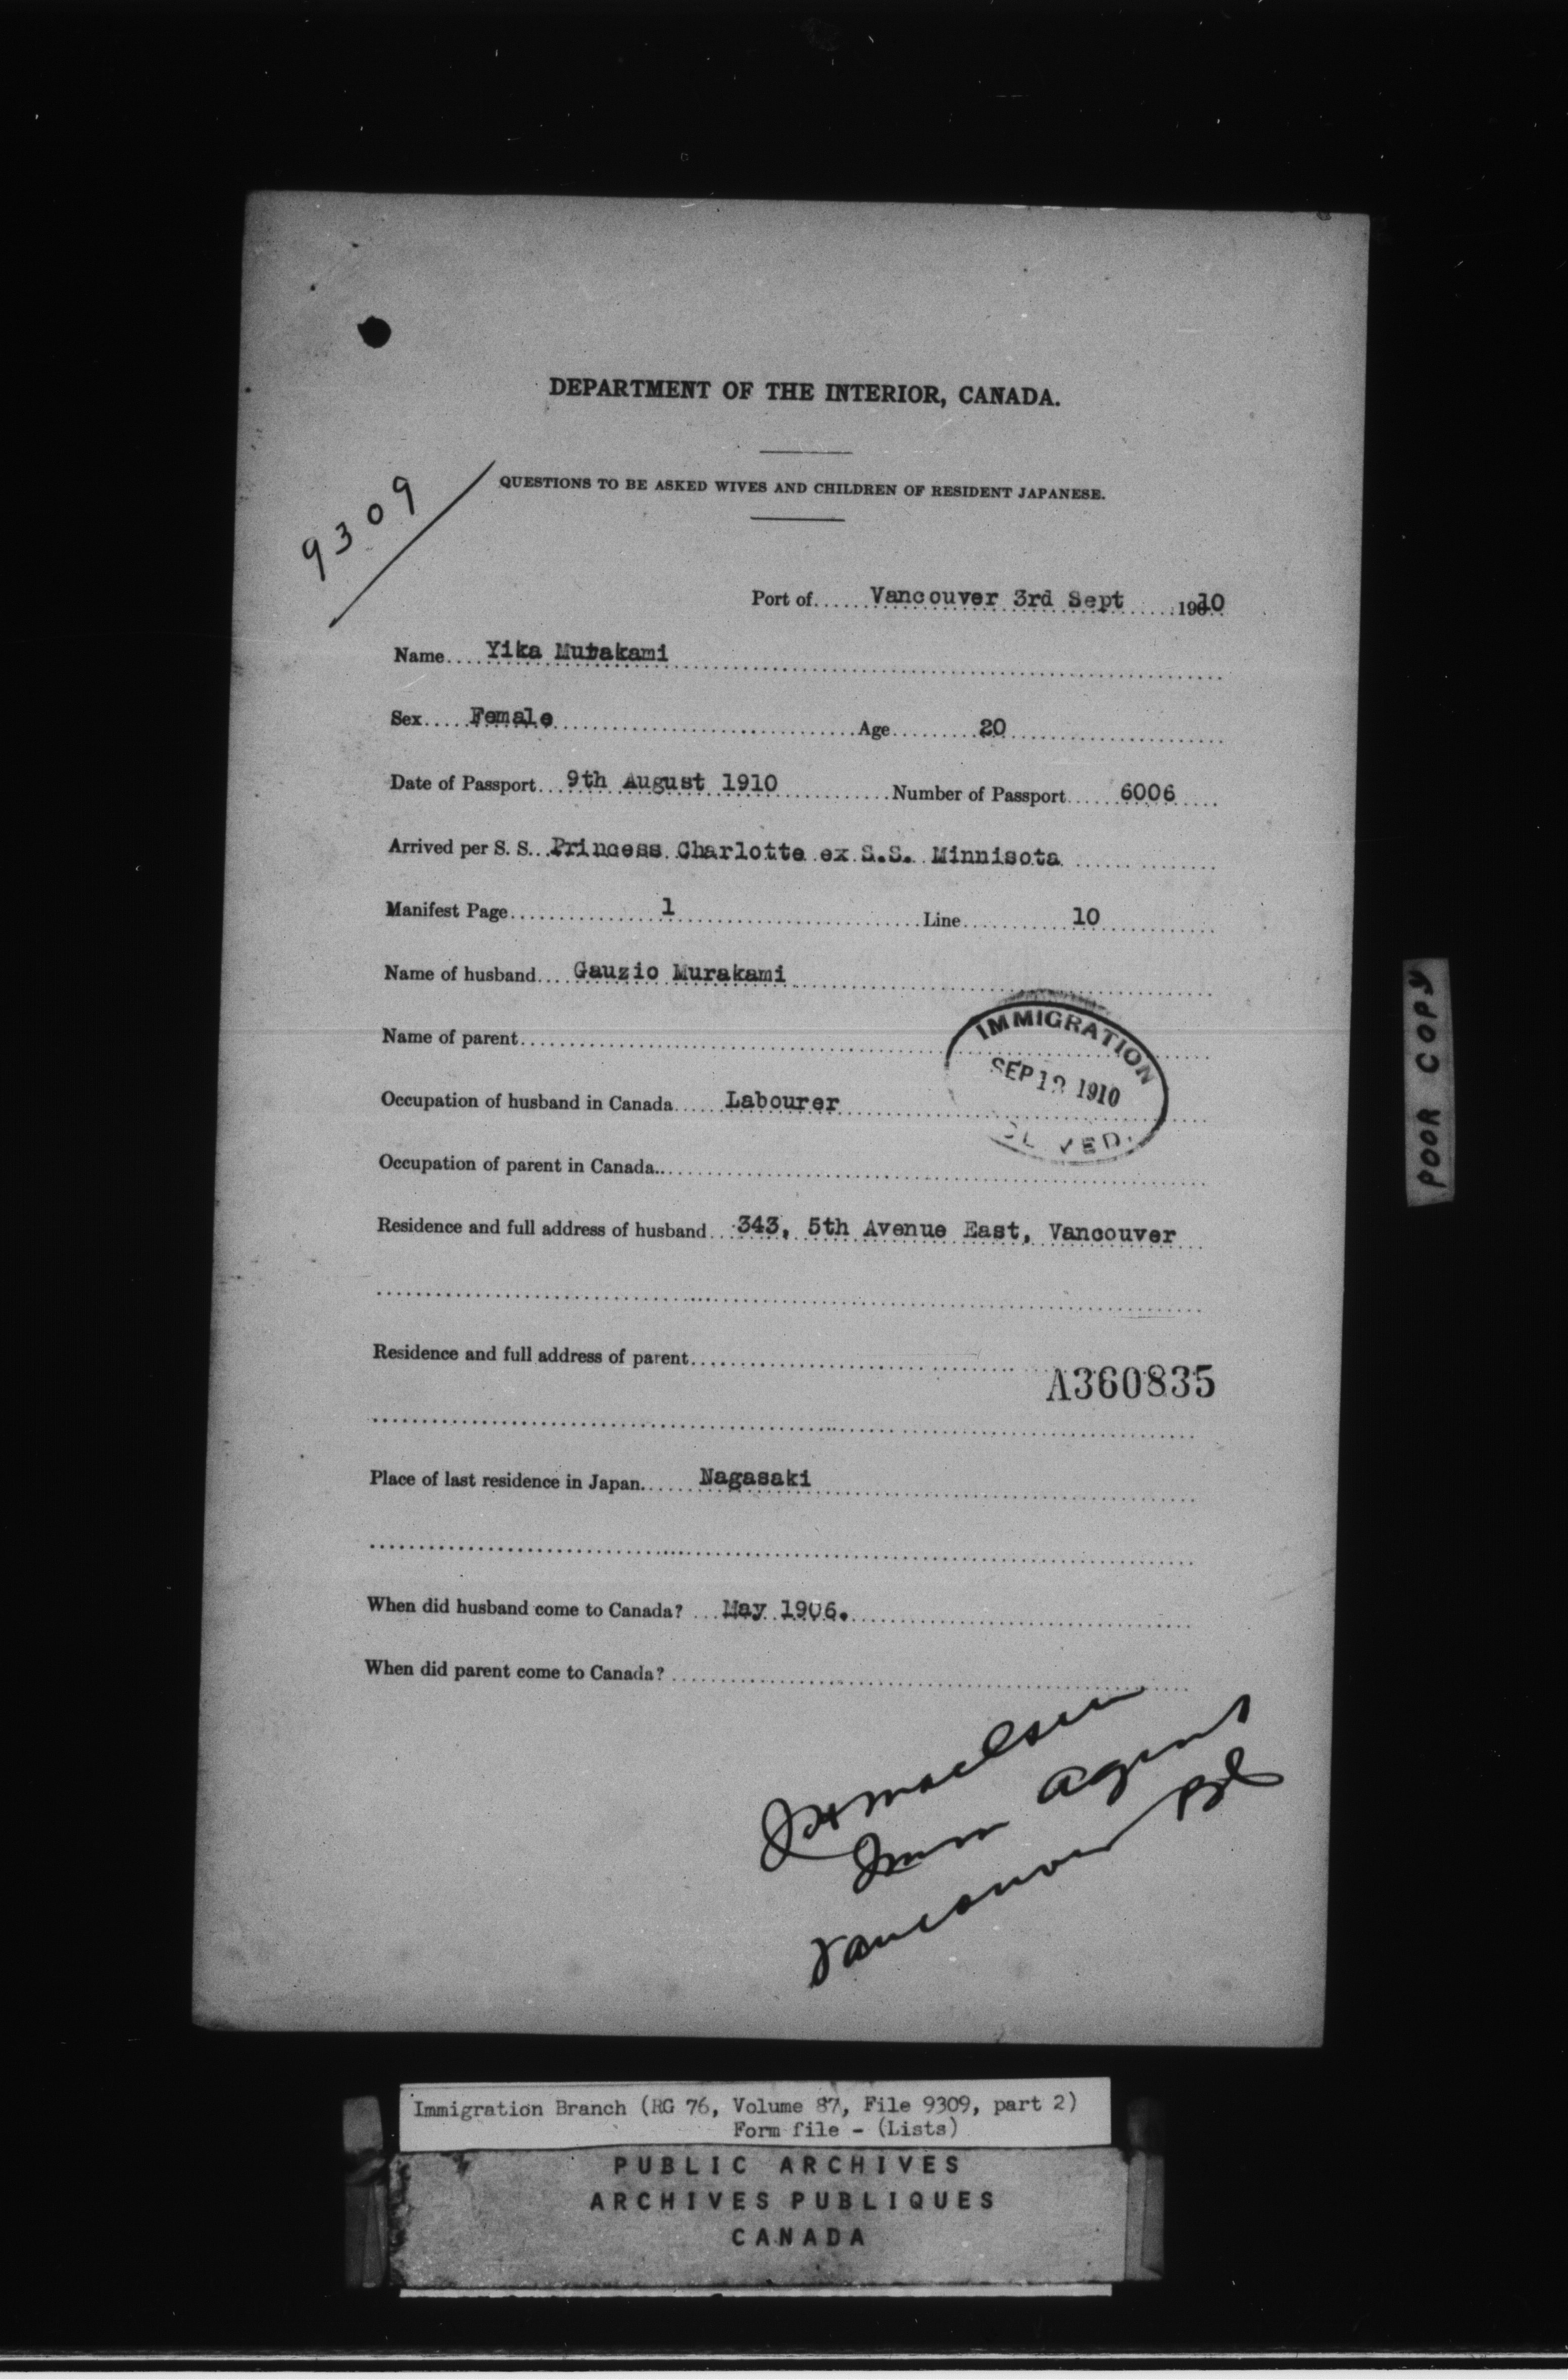 DEPARTMENT OF THE INTERIOR, CANADA.
9309
QUESTIONS TO BE ASKED WIVES AND CHILDREN OF RESIDENT JAPANESE.
Port of Vancouver 3rd Sept 1910
Name Yika Murakami
Sex Female Age 20
Date of Passport 9th August 1910 Number of Passport 6006
Arrived per S. S. Princess Charlotte ex S.S. Minnisota
Manifest Page 1 Line 10
Name of husband Gauzio Murakami
Name of parent
IMMIGRATION
SEP 1 1910
Occupation of husband in Canada Labourer
Occupation of parent in Canada
Residence and full address of husband 343, 5th Avenue East, Vancouver
Residence and full address of parent
A360835
Place of last residence in Japan Nagasaki
When did husband come to Canada? May 1906.
When did parent come to Canada?
Imm Agent
Vancouver BC
POOR COPY
Immigration Branch (RG 76, Volume 87, File 9309, part 2)
Form file - (Lists)
PUBLIC ARCHIVES
ARCHIVES PUBLIQUES
CANADA